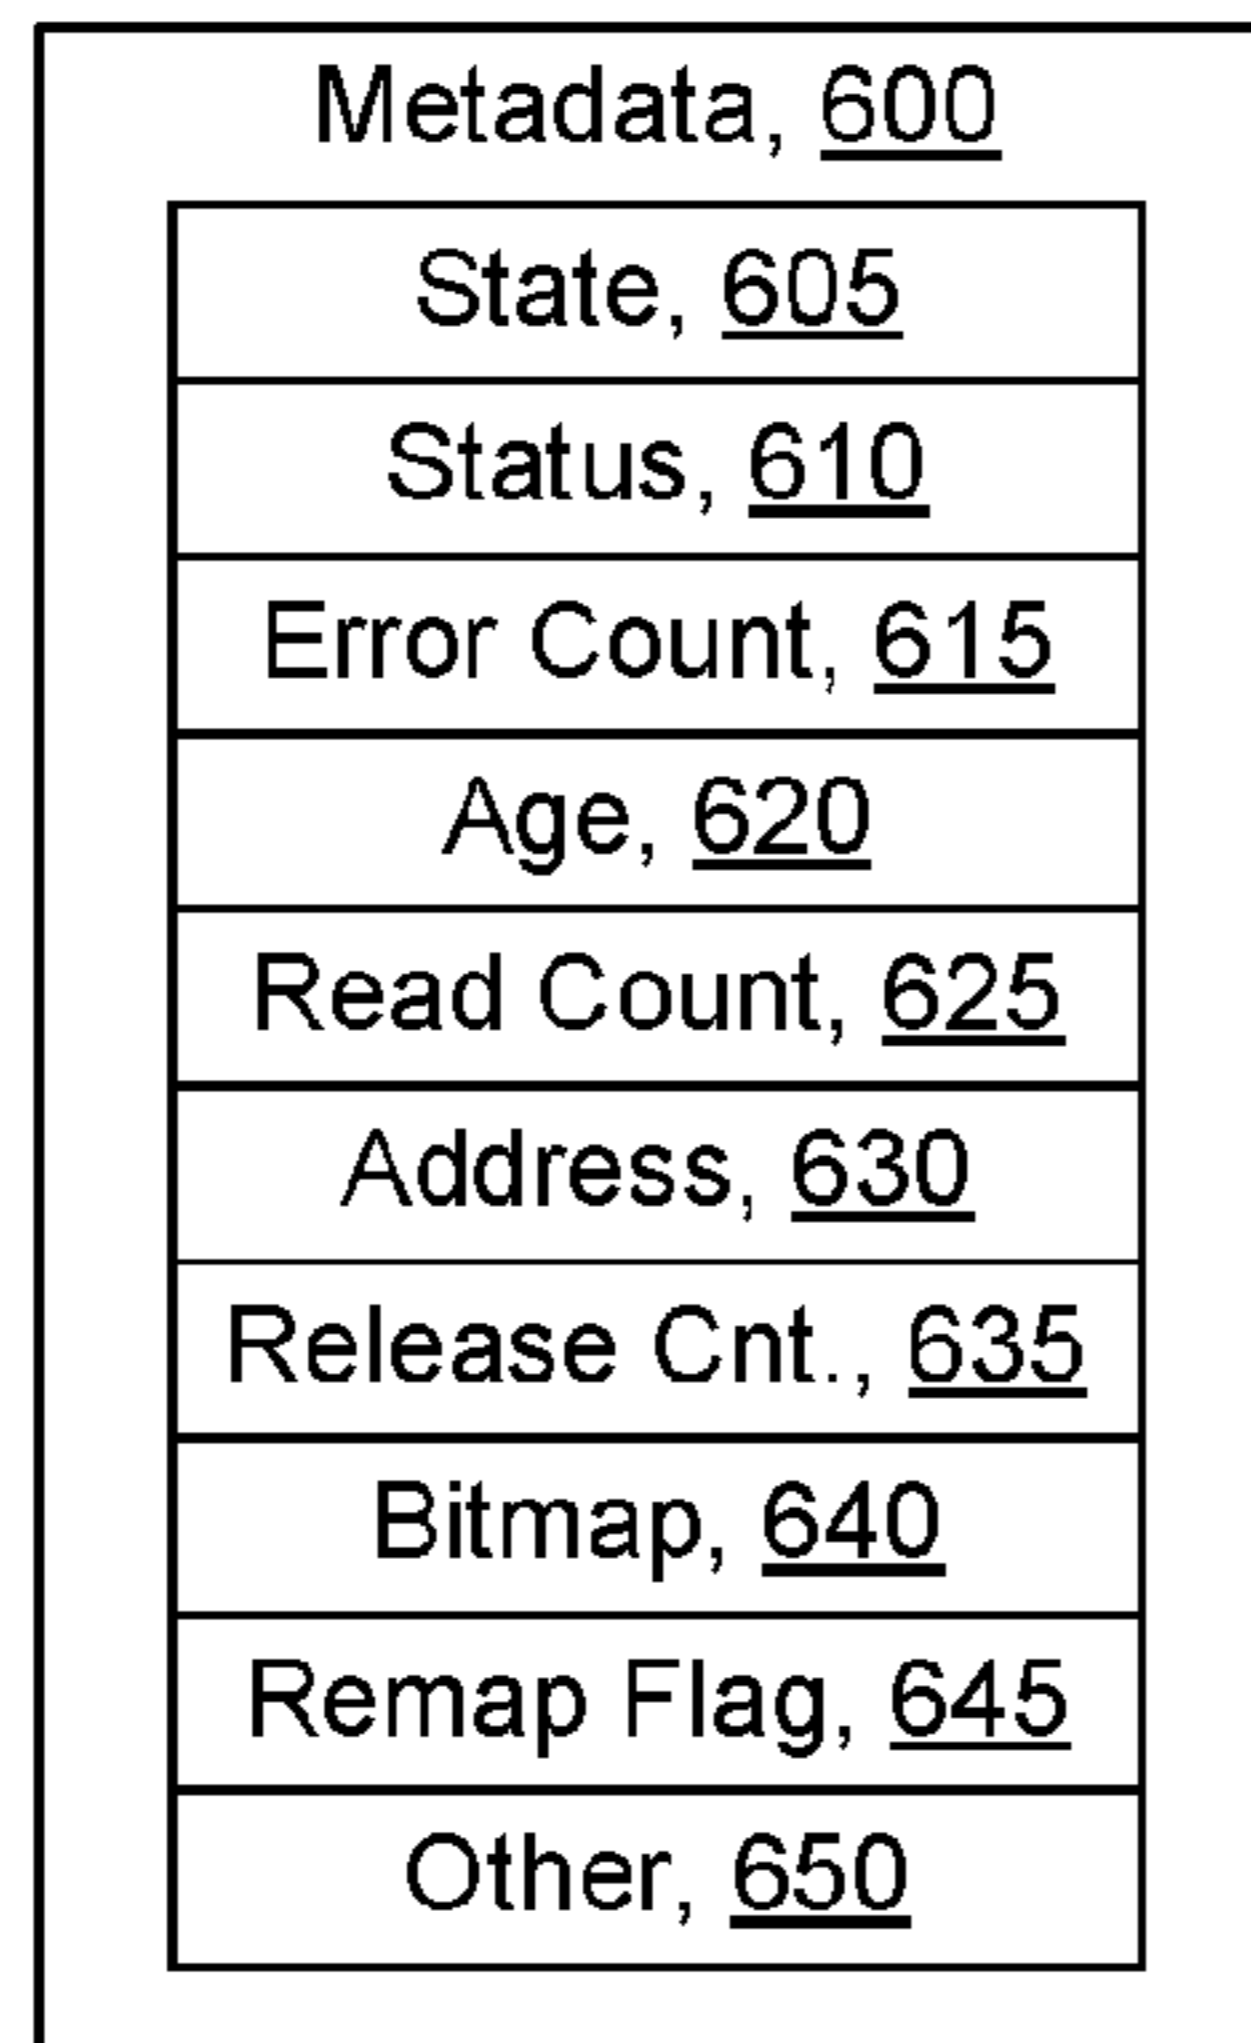 Metadata, 600
State, 605
Status, 610
Error Count, 615
Age, 620
Read Count, 625
Address, 630
Release Cnt., 635
Bitmap, 640
Remap Flag, 645
Other, 650